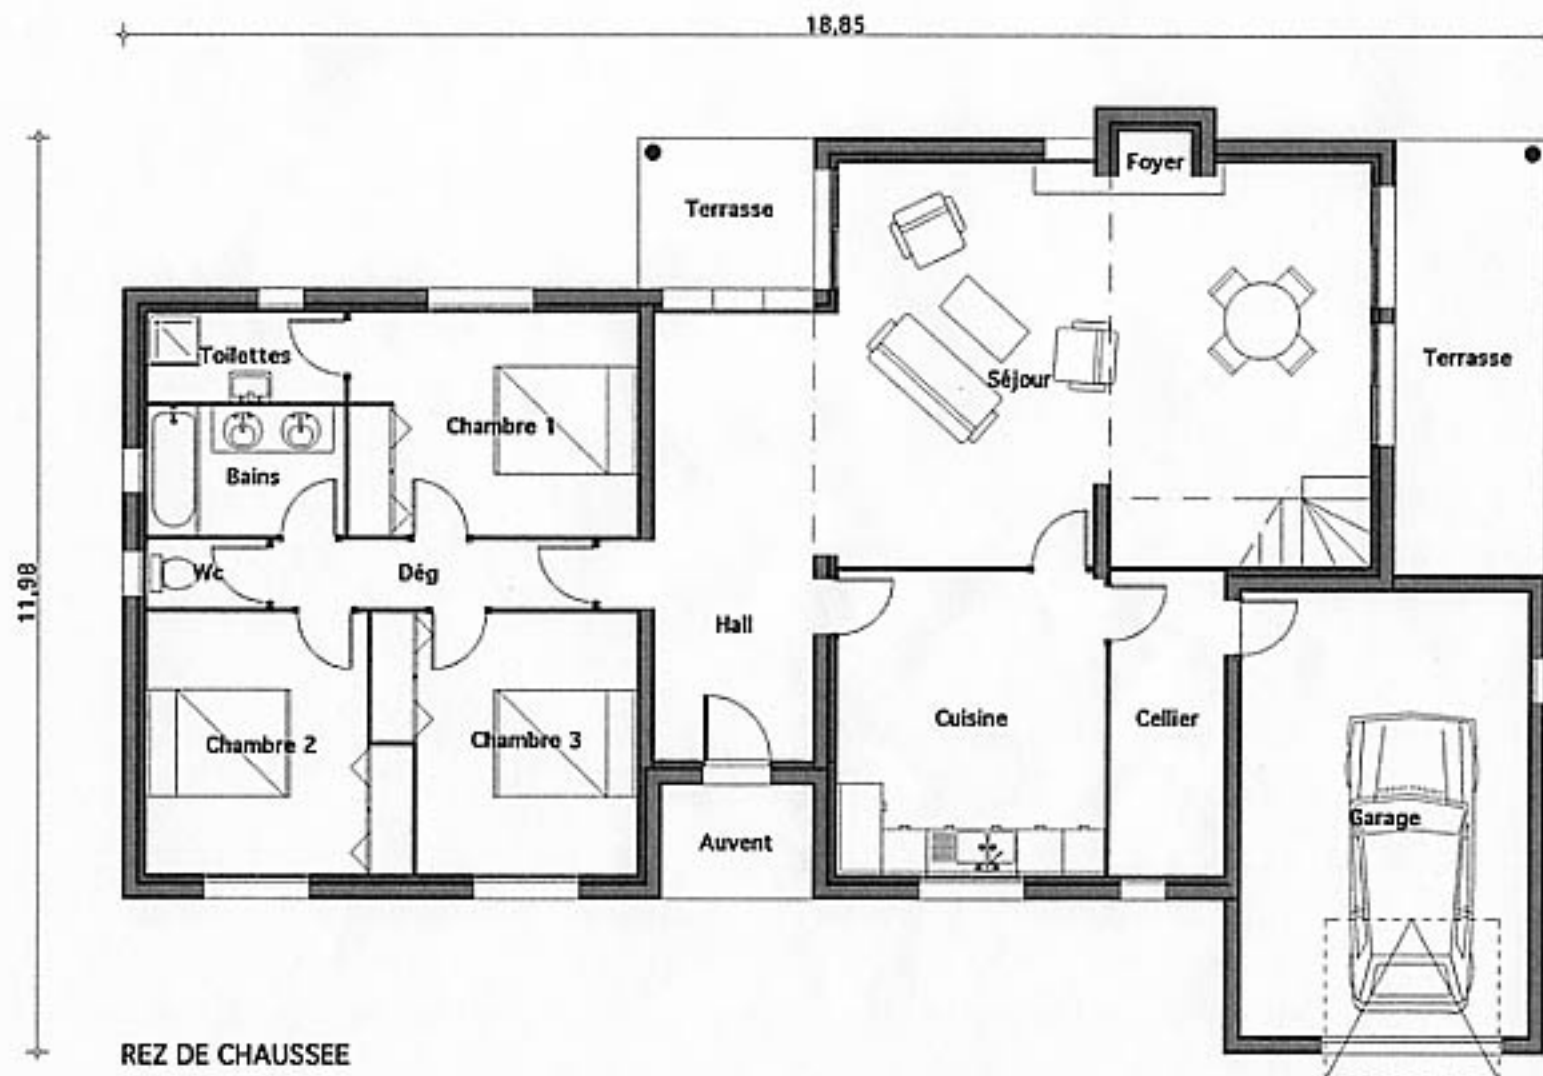 18,85
Foyer
Terrasse
Toilettes
Terrasse
Séjour
Chambre 1
Bains
Wc
Dég
11,98
Hall
Cuisine
Cellier
Chambre 2
Chambre 3
Garage
Auvent
REZ DE CHAUSSEE